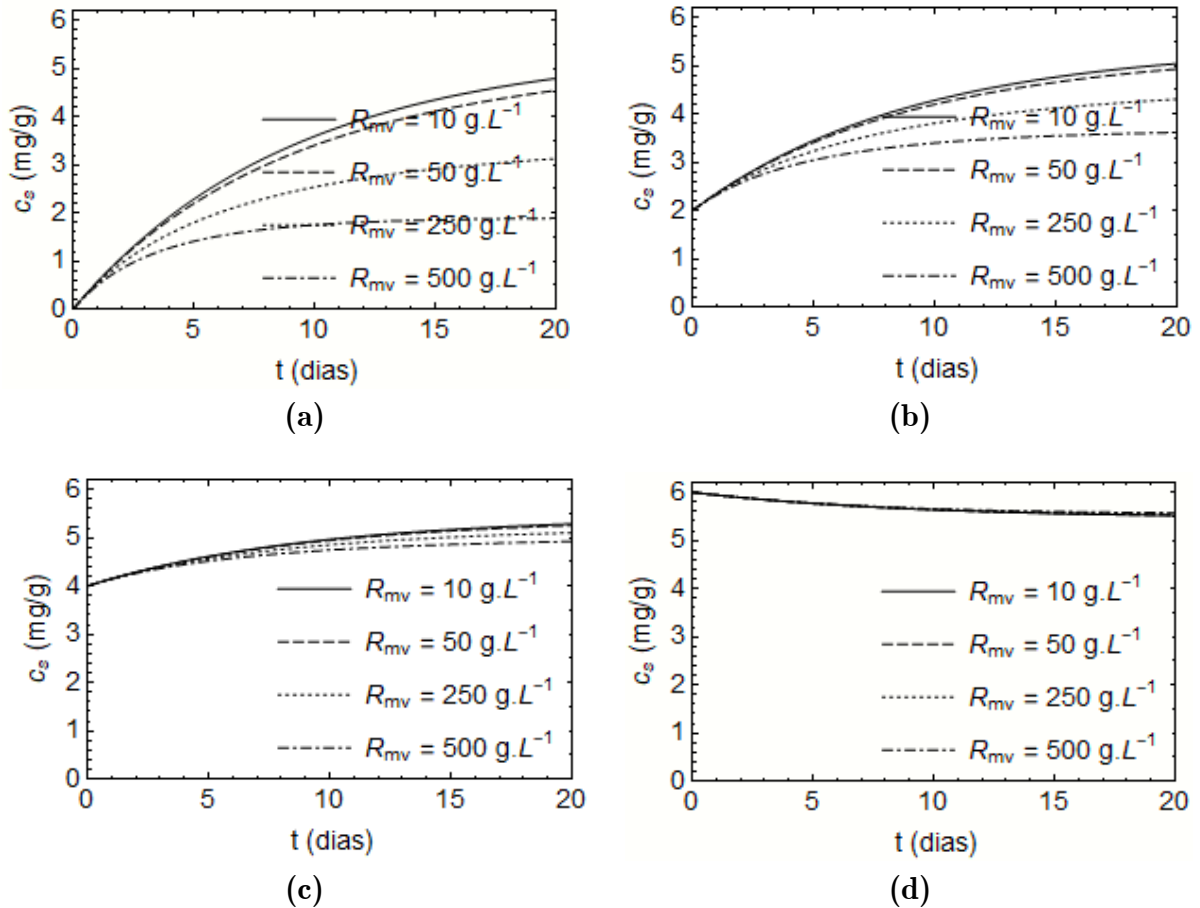 6
5
4
3
2
1
0
c_s (mg/g)
R_mv = 10 g.L⁻¹
R_mv = 50 g.L⁻¹
R_mv = 250 g.L⁻¹
R_mv = 500 g.L⁻¹
0 5 10 15 20
t (dias)
(a)
6
5
4
3
2
1
0
c_s (mg/g)
R_mv = 10 g.L⁻¹
R_mv = 50 g.L⁻¹
R_mv = 250 g.L⁻¹
R_mv = 500 g.L⁻¹
0 5 10 15 20
t (dias)
(b)
6
5
4
3
2
1
0
c_s (mg/g)
R_mv = 10 g.L⁻¹
R_mv = 50 g.L⁻¹
R_mv = 250 g.L⁻¹
R_mv = 500 g.L⁻¹
0 5 10 15 20
t (dias)
(c)
6
5
4
3
2
1
0
c_s (mg/g)
R_mv = 10 g.L⁻¹
R_mv = 50 g.L⁻¹
R_mv = 250 g.L⁻¹
R_mv = 500 g.L⁻¹
0 5 10 15 20
t (dias)
(d)